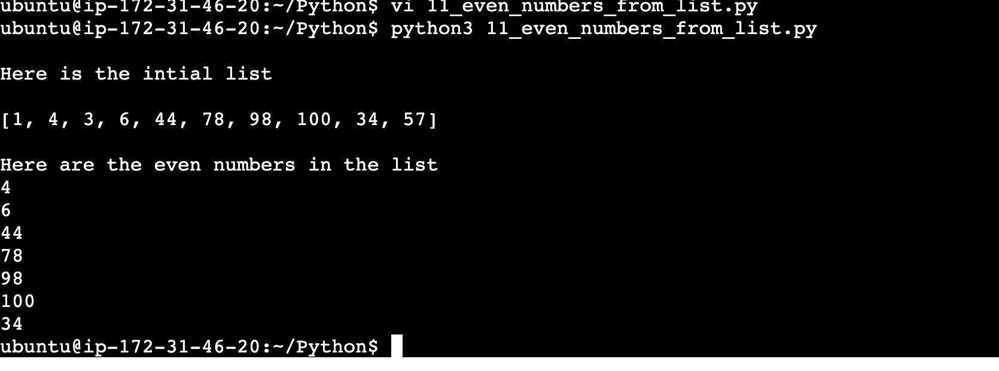 ubuntu@ip-172-31-46-20:~/Python$ vi 11_even_numbers_from_list.py
ubuntu@ip-172-31-46-20:~/Python$ python3 11_even_numbers_from_list.py
Here is the intial list
[1, 4, 3, 6, 44, 78, 98, 100, 34, 57]
Here are the even numbers in the list
4
6
44
78
98
100
34
ubuntu@ip-172-31-46-20:~/Python$